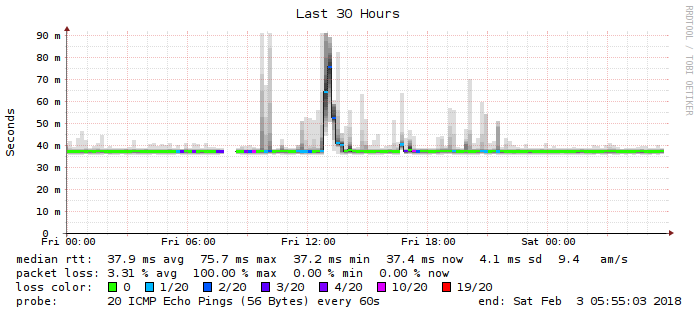 Last 30 Hours
RRDTOOL / TOBI OETIKER
Seconds
90 m
80 m
70 m
60 m
50 m
40 m
30 m
20 m
10 m
0
Fri 00:00 Fri 06:00 Fri 12:00 Fri 18:00 Sat 00:00
median rtt: 37.9 ms avg 75.7 ms max 37.2 ms min 37.4 ms now 4.1 ms sd 9.4 am/s
packet loss: 3.31 % avg 100.00 % max 0.00 % min 0.00 % now
loss color: 0 1/20 2/20 3/20 4/20 10/20 19/20
probe: 20 ICMP Echo Pings (56 Bytes) every 60s end: Sat Feb 3 05:55:03 2018